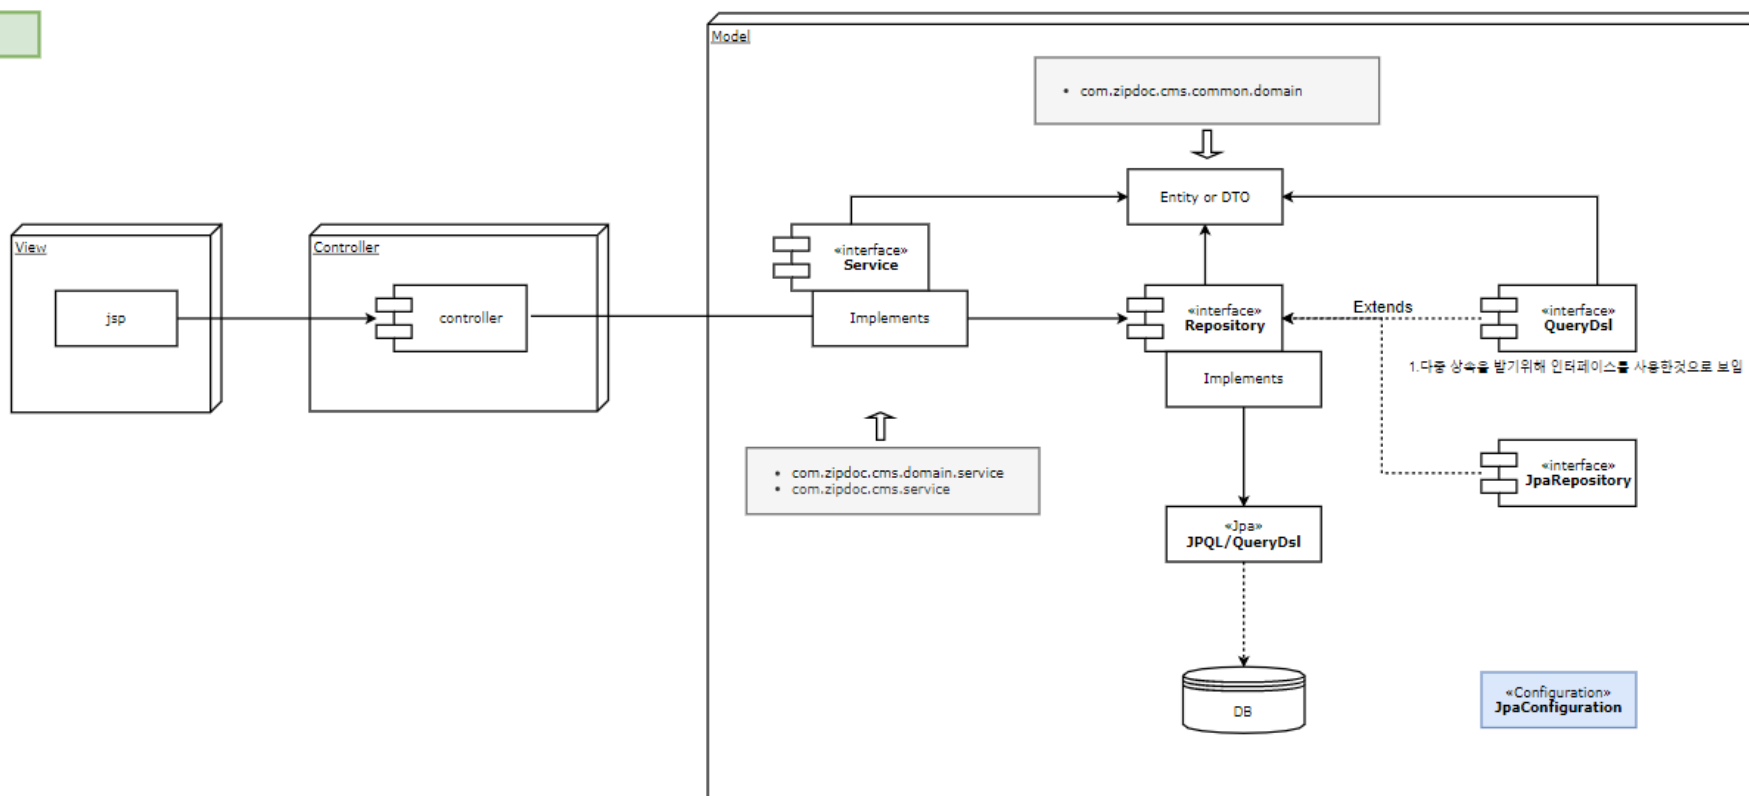 Model
com.zipdoc.cms.common.domain
Entity or DTO
View
jsp
Controller
controller
«interface»
Service
Implements
«interface»
Repository
Implements
Extends
«interface»
QueryDsl
1.다중 상속을 받기위해 인터페이스를 사용한것으로 보임
com.zipdoc.cms.domain.service
com.zipdoc.cms.service
«interface»
JpaRepository
«Jpa»
JPQL/QueryDsl
DB
«Configuration»
JpaConfiguration